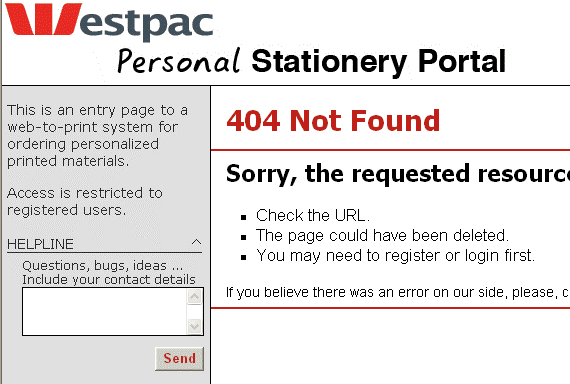 Westpac
Personal Stationery Portal
This is an entry page to a
web-to-print system for
ordering personalized
printed materials.
Access is restricted to
registered users.
HELPLINE
Questions, bugs, ideas ...
Include your contact details
Send
404 Not Found
Sorry, the requested resourc
Check the URL.
The page could have been deleted.
You may need to register or login first.
If you believe there was an error on our side, please, c